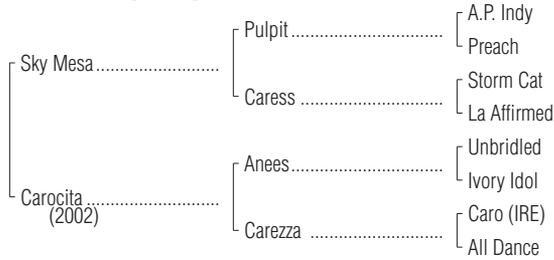 A.P. Indy
Pulpit
Preach
Sky Mesa
Storm Cat
Caress
La Affirmed
Unbridled
Anees
Ivory Idol
Carocita
(2002)
Caro (IRE)
Carezza
All Dance